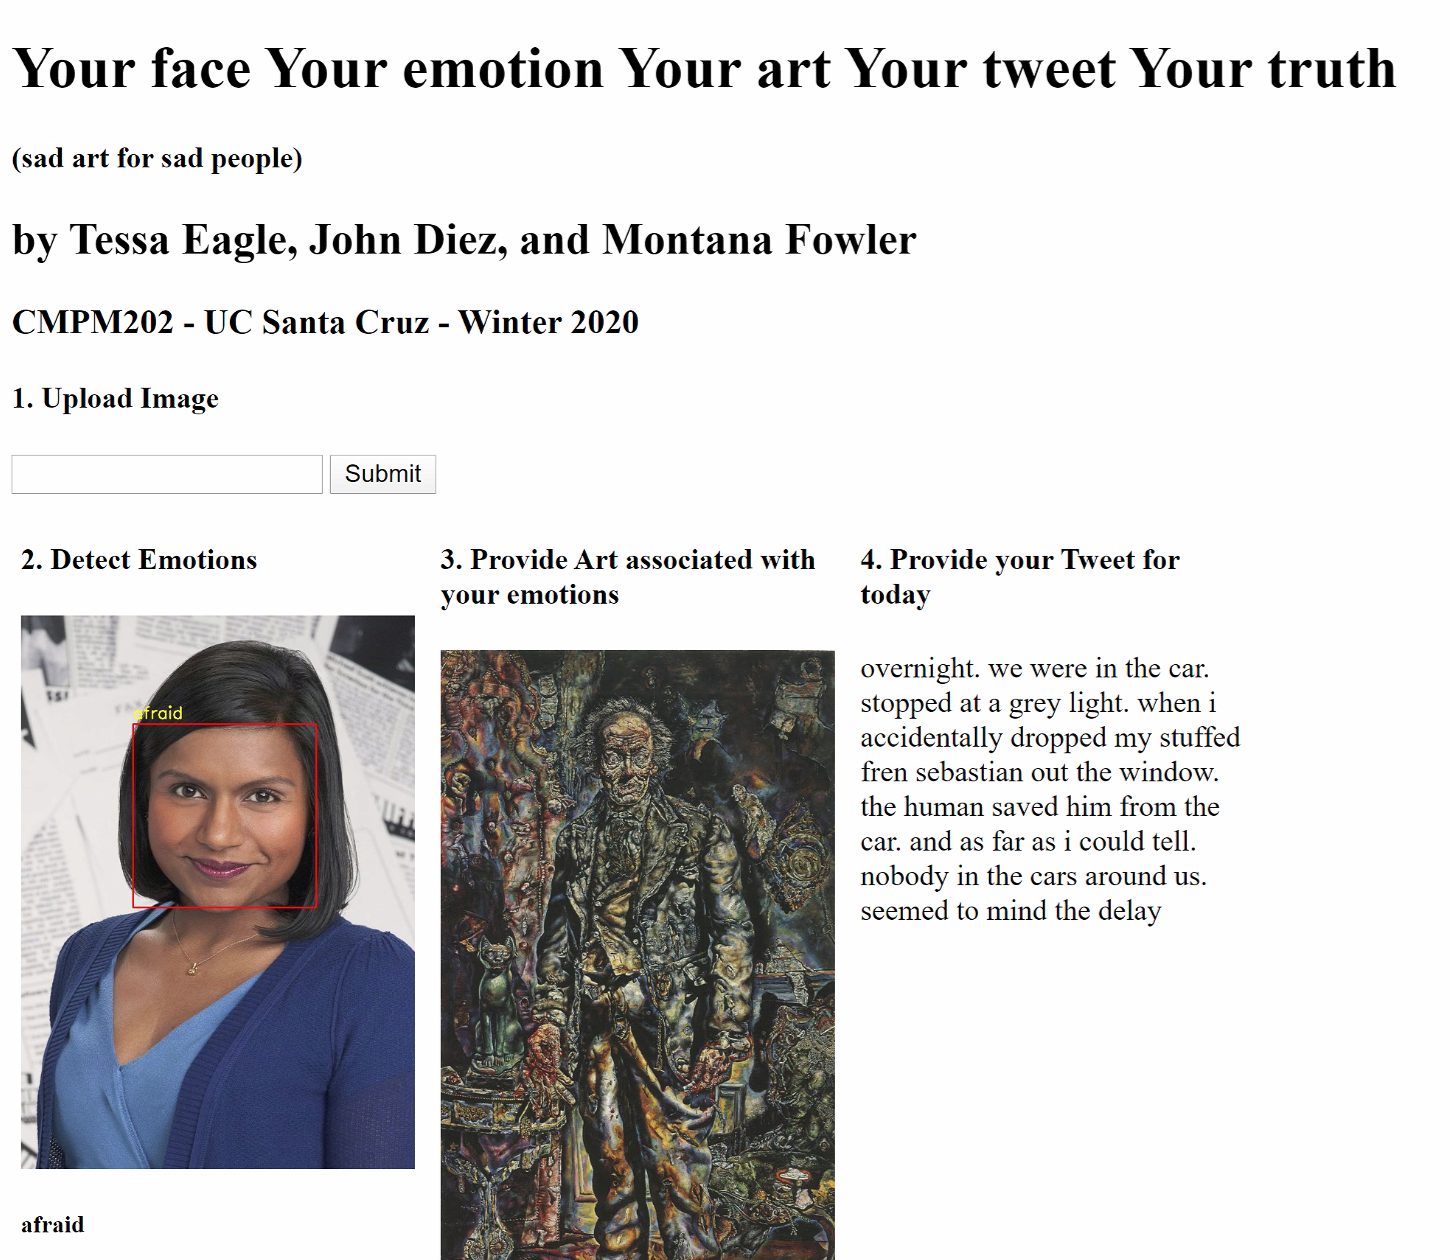 Your face Your emotion Your art Your tweet Your truth
(sad art for sad people)
by Tessa Eagle, John Diez, and Montana Fowler
CMPM202 - UC Santa Cruz - Winter 2020
1. Upload Image
Submit
2. Detect Emotions
afraid
afraid
3. Provide Art associated with
your emotions
4. Provide your Tweet for
today
overnight. we were in the car.
stopped at a grey light. when i
accidentally dropped my stuffed
fren sebastian out the window.
the human saved him from the
car. and as far as i could tell.
nobody in the cars around us.
seemed to mind the delay